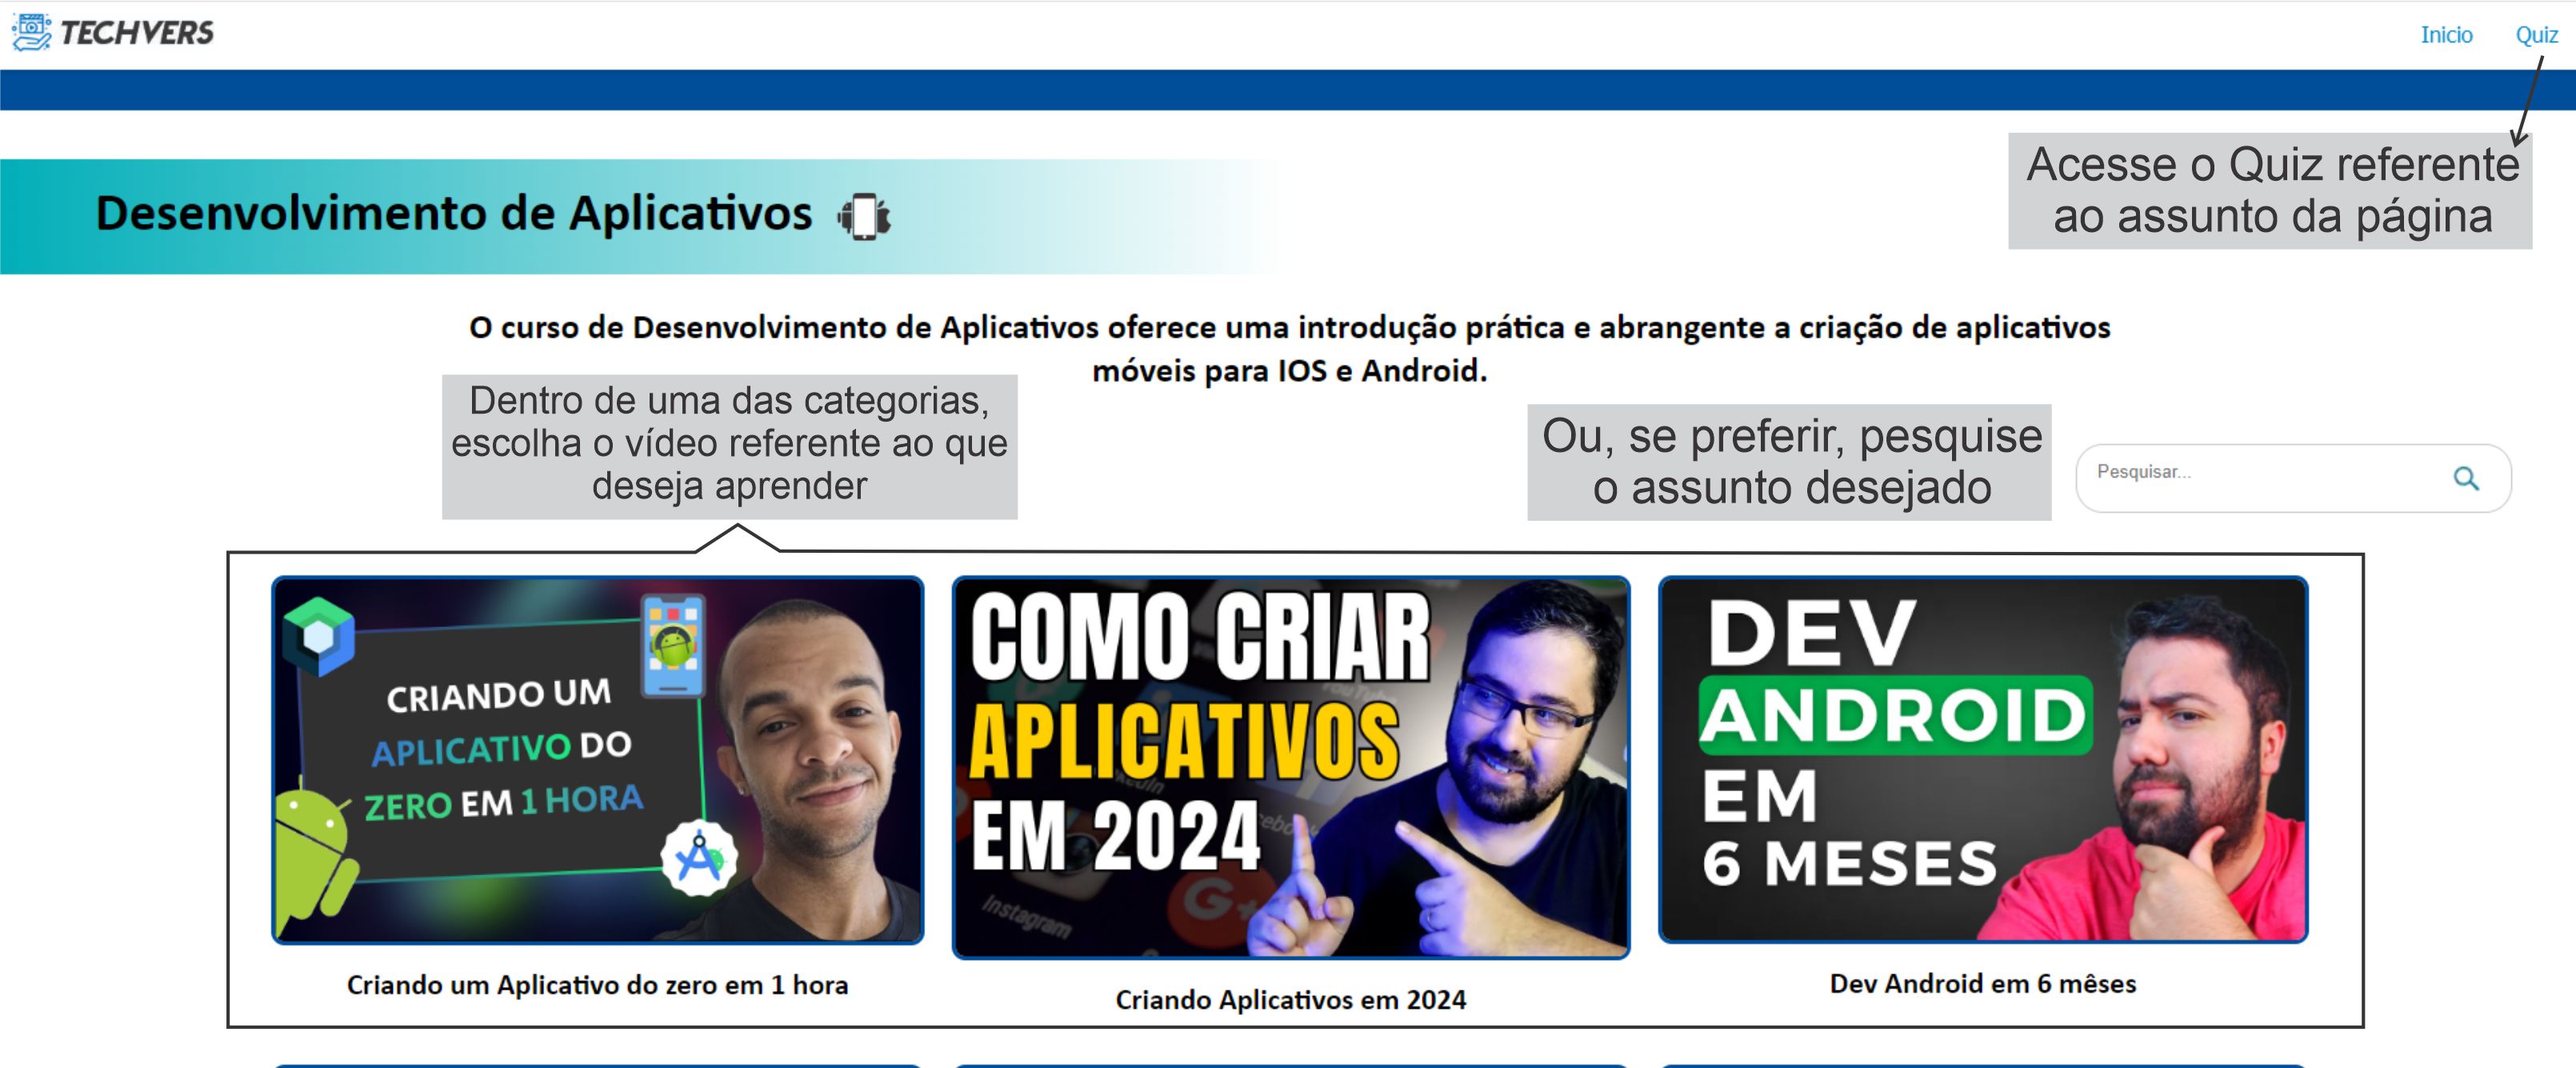 TECHVERS
Inicio Quiz
Acesse o Quiz referente
ao assunto da página
Desenvolvimento de Aplicativos
O curso de Desenvolvimento de Aplicativos oferece uma introdução prática e abrangente a criação de aplicativos
móveis para IOS e Android.
Dentro de uma das categorias,
escolha o vídeo referente ao que
deseja aprender
Ou, se preferir, pesquise
o assunto desejado
Pesquisar...
CRIANDO UM
APLICATIVO DO
ZERO EM 1 HORA
COMO CRIAR
APLICATIVOS
EM 2024
Instagram
G+
DEV
ANDROID
EM
6 MESES
Criando um Aplicativo do zero em 1 hora
Criando Aplicativos em 2024
Dev Android em 6 mêses